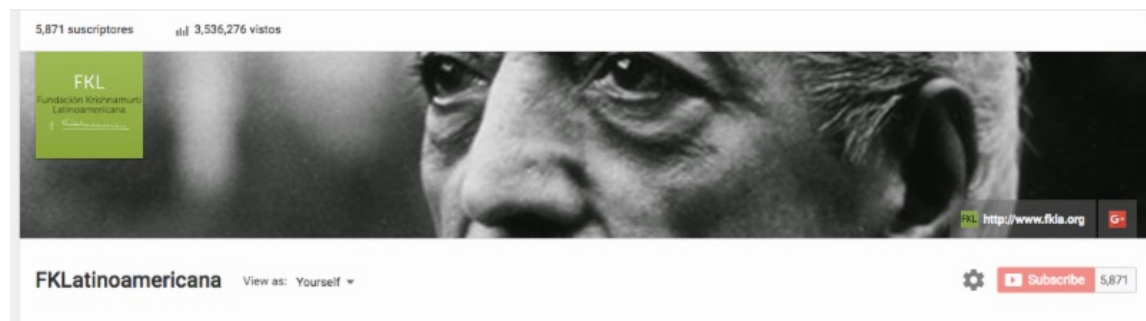 5,871 suscriptores 3,536,276 vistos
FKL
Fundación Krishnamurti
Latinoamericana
FKL http://www.fkla.org G+
FKLatinoamericana View as: Yourself
Subscribe 5,871